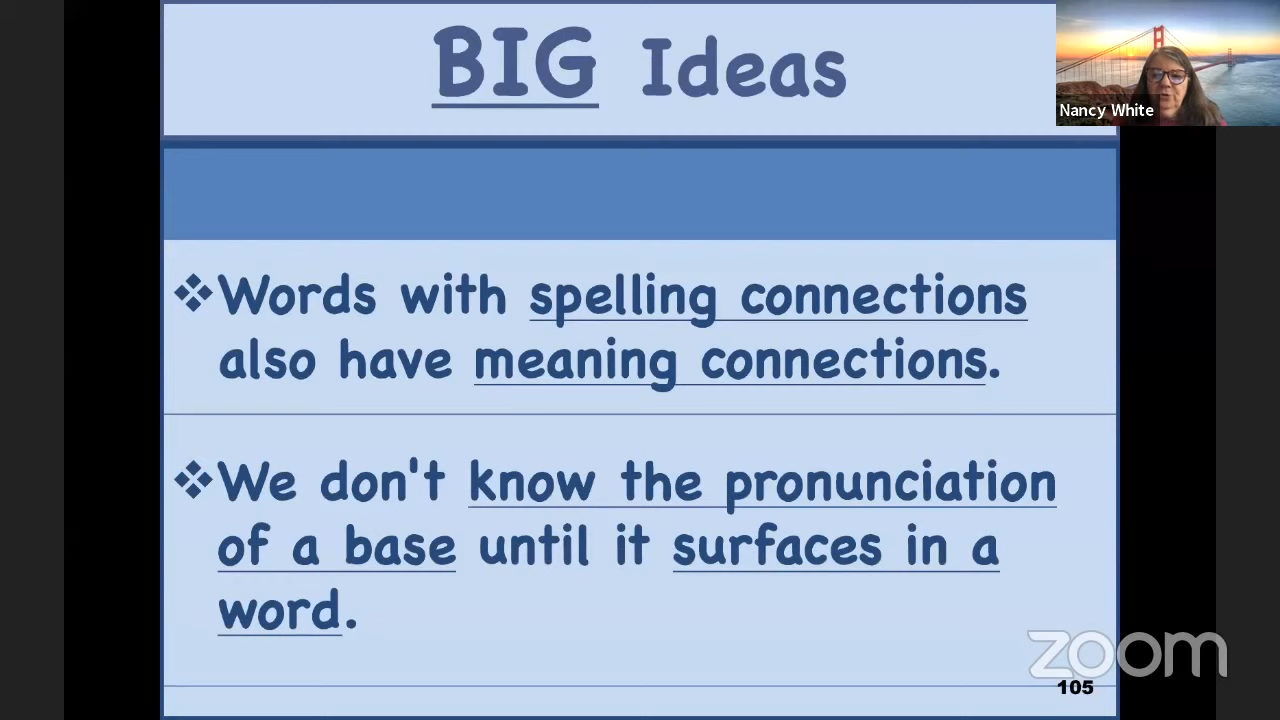 BIG Ideas
Nancy White
❖Words with spelling connections
also have meaning connections.
❖We don't know the pronunciation
of a base until it surfaces in a
word.
zoom
105